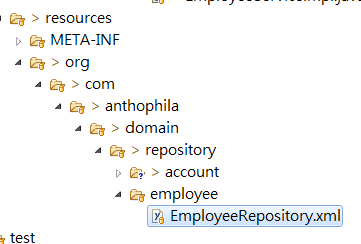 > resources
META-INF
> org
> com
> anthophila
> domain
> repository
> account
employee
EmployeeRepository.xml
test